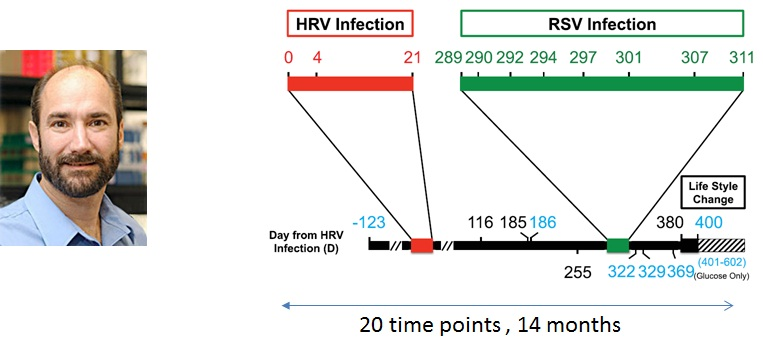 HRV Infection
RSV Infection
0 4 21 289 290 292 294 297 301 307 311
Life Style
Change
Day from HRV
Infection (D)
-123 116 185 186 380 400
255 322 329 369 (401-602)
(Glucose Only)
20 time points , 14 months